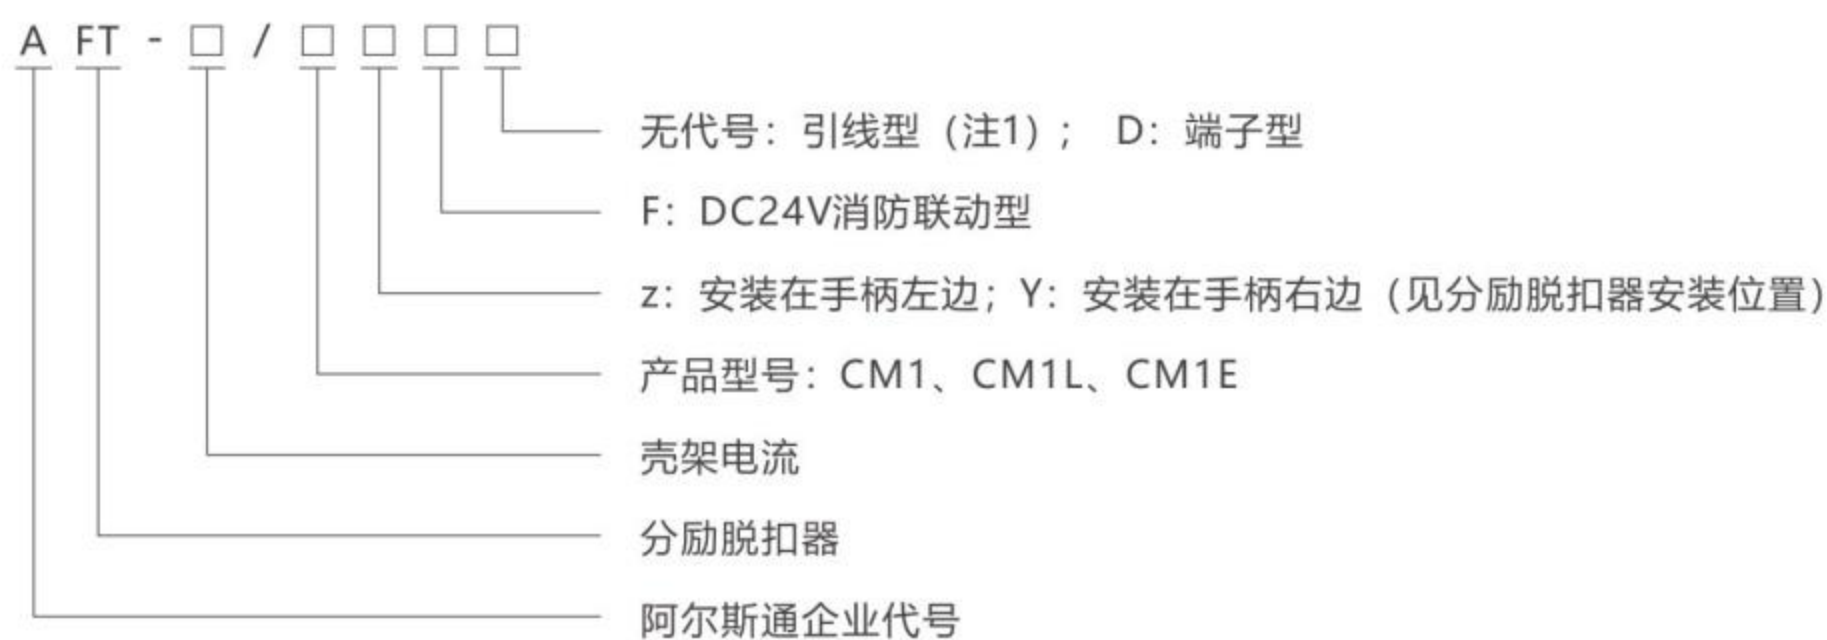 A FT - □ / □ □ □ □
无代号：引线型（注1）； D：端子型
F：DC24V消防联动型
z：安装在手柄左边；Y：安装在手柄右边（见分励脱扣器安装位置）
产品型号：CM1、CM1L、CM1E
壳架电流
分励脱扣器
阿尔斯通企业代号